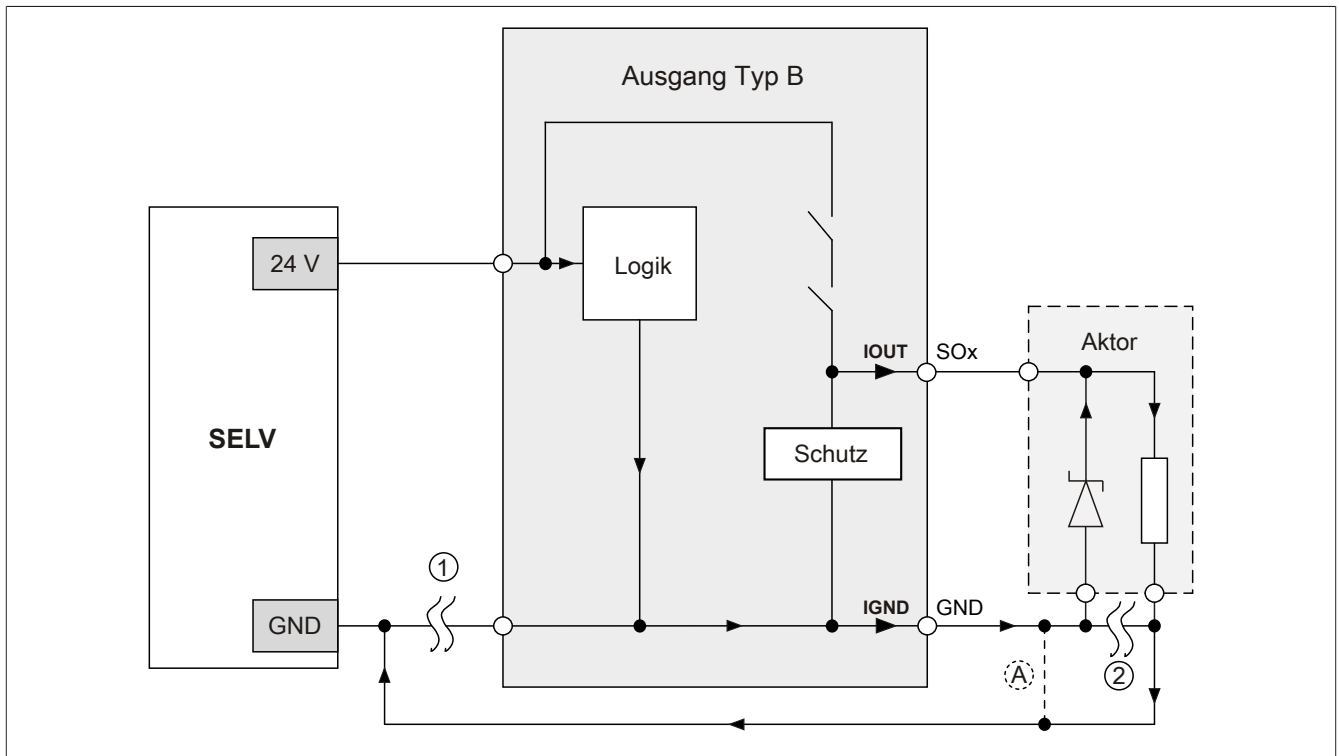 Ausgang Typ B
24 V
Logik
IOUT
SOx
Aktor
SELV
Schutz
1
GND
IGND
GND
A
2